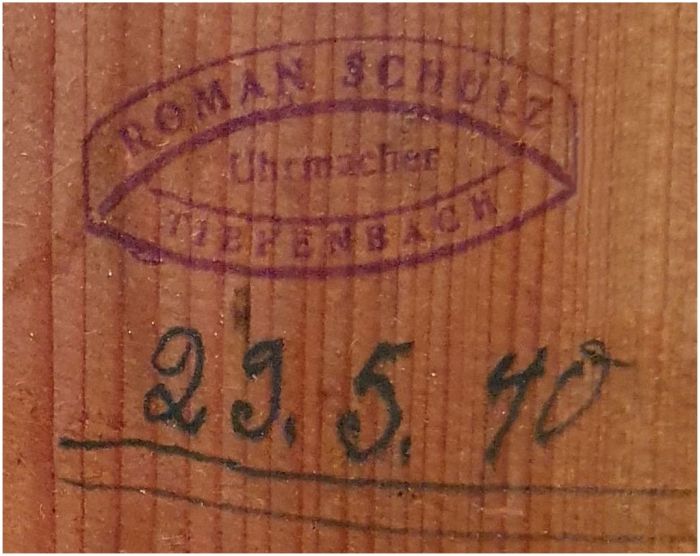 ROMAN SCHULZ
Uhrmacher
TIEFENBACH
29.5.40